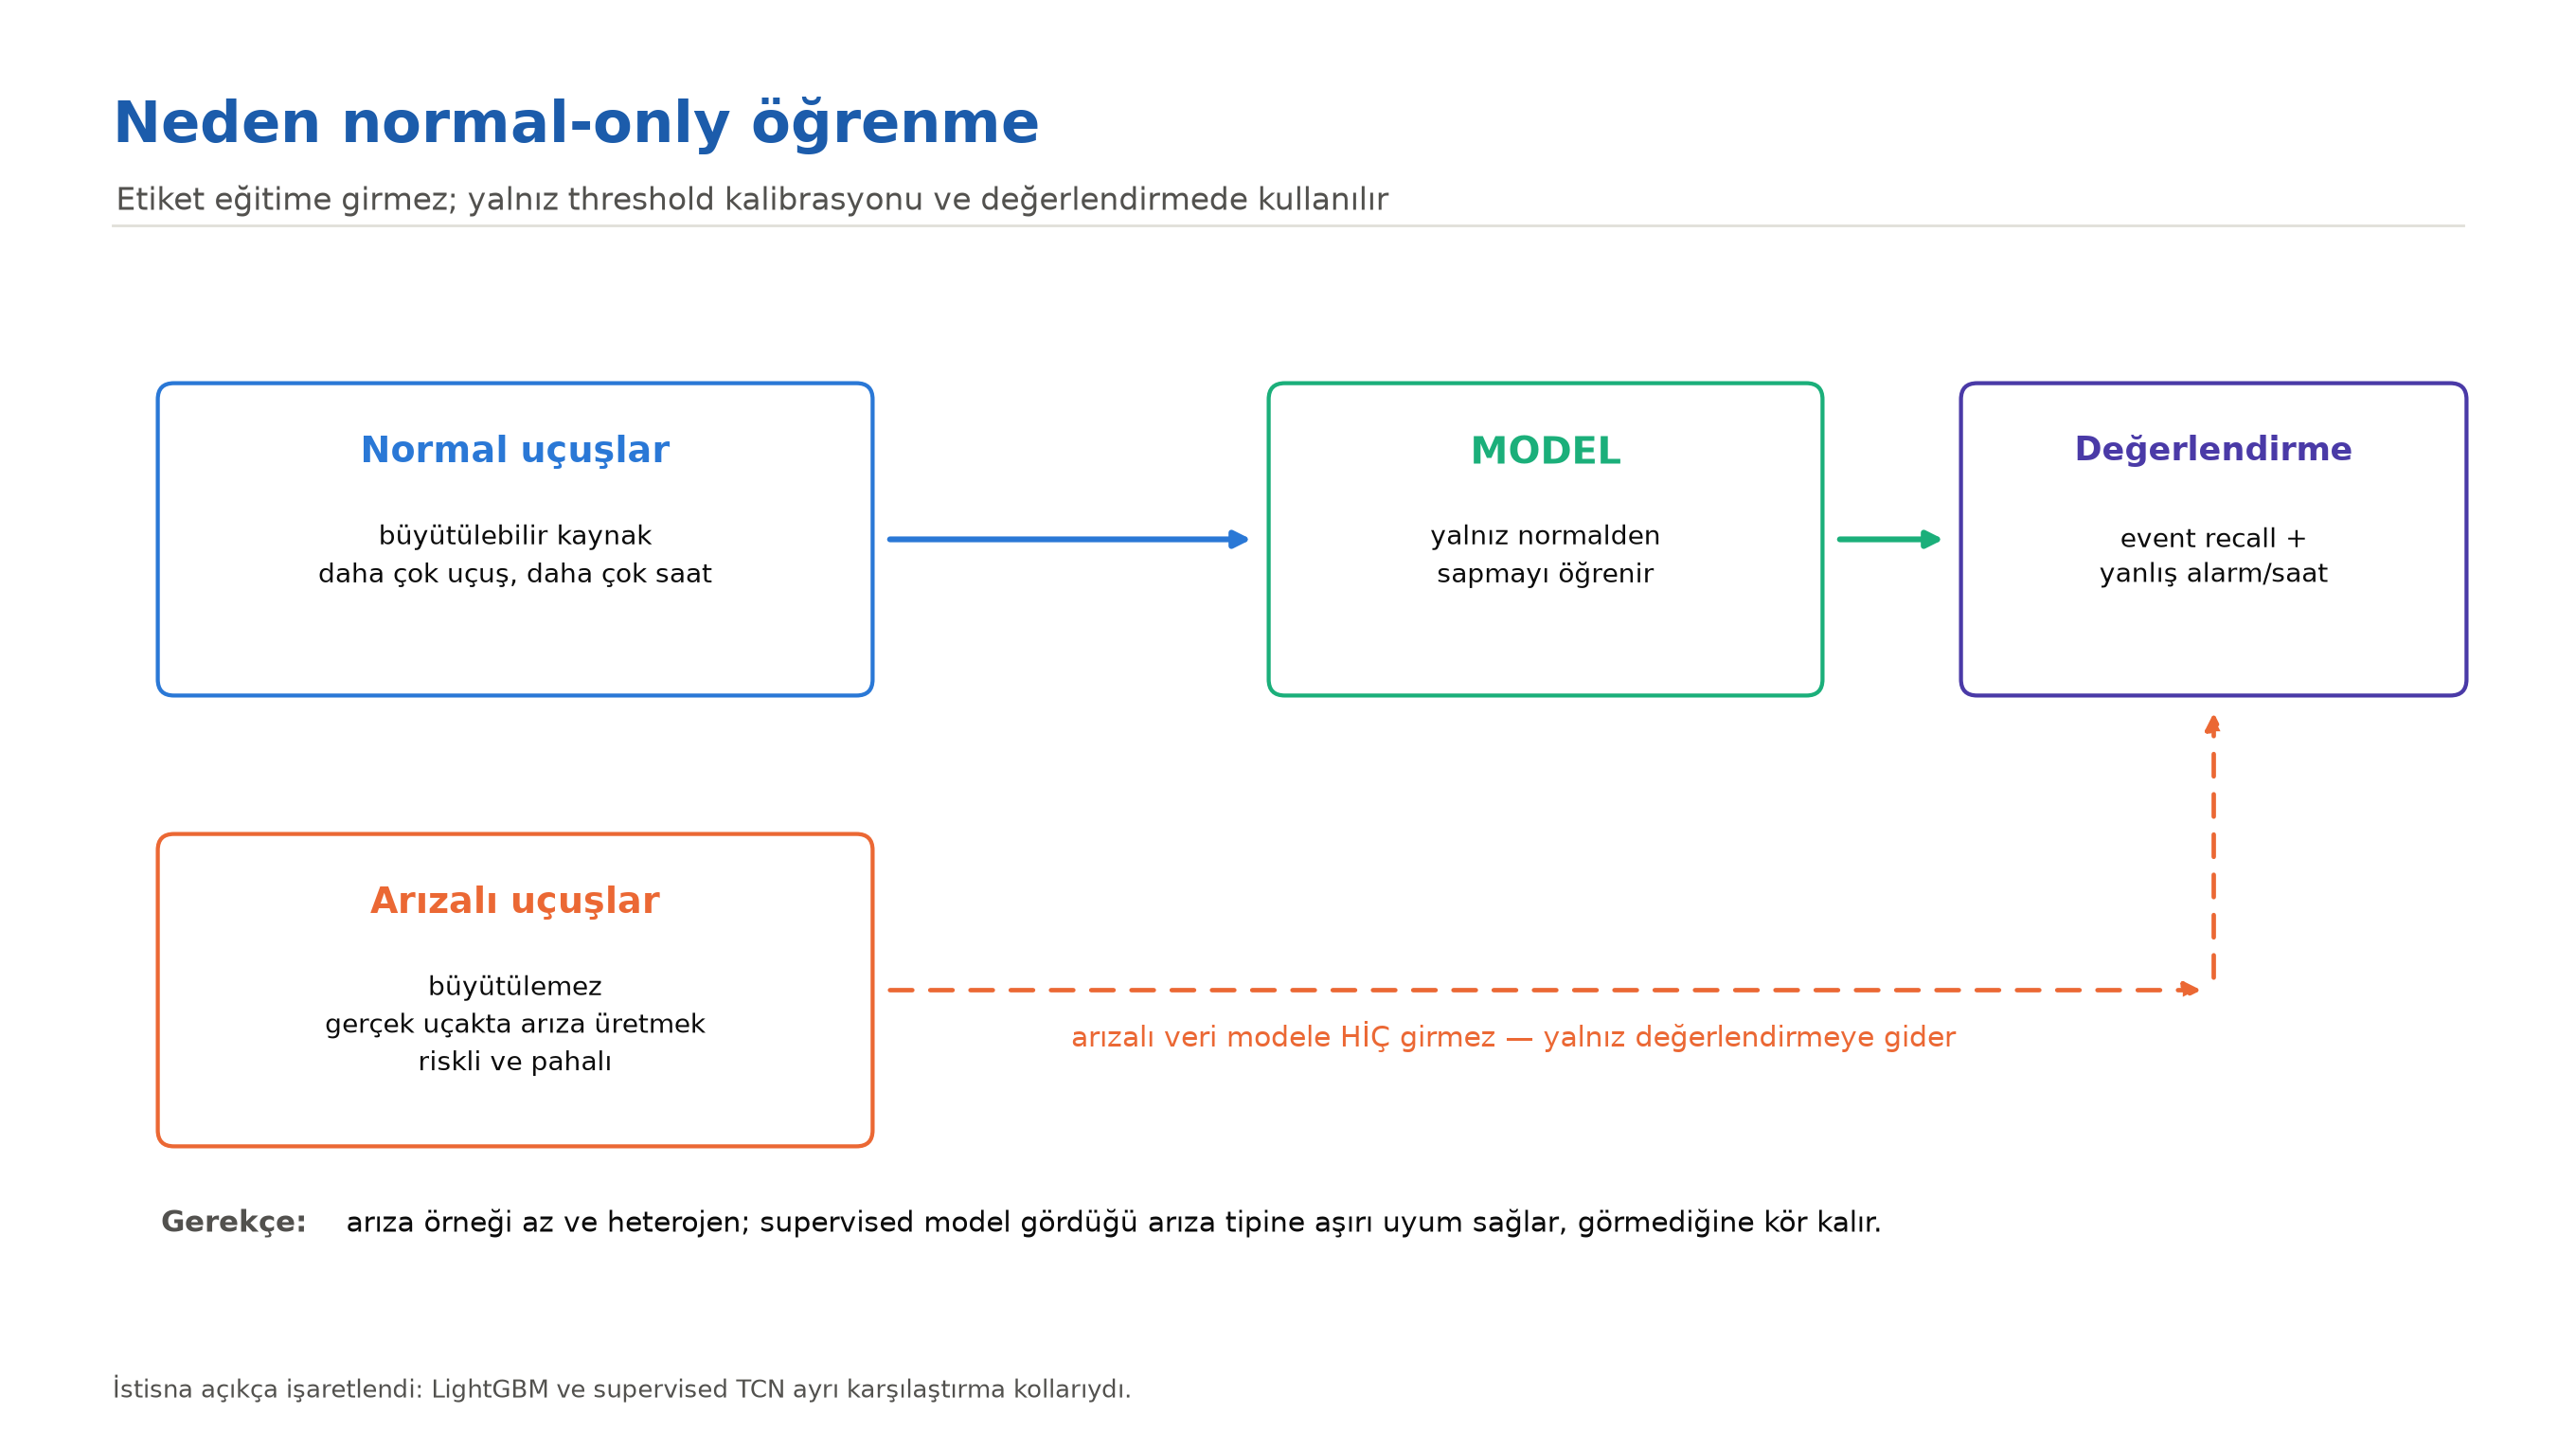 Neden normal-only öğrenme
Etiket eğitime girmez; yalnız threshold kalibrasyonu ve değerlendirmede kullanılır
Normal uçuşlar
büyütülebilir kaynak
daha çok uçuş, daha çok saat
MODEL
yalnız normalden
sapmayı öğrenir
Değerlendirme
event recall +
yanlış alarm/saat
Arızalı uçuşlar
büyütülemez
gerçek uçakta arıza üretmek
riskli ve pahalı
arızalı veri modele HİÇ girmez — yalnız değerlendirmeye gider
Gerekçe: arıza örneği az ve heterojen; supervised model gördüğü arıza tipine aşırı uyum sağlar, görmediğine kör kalır.
İstisna açıkça işaretlendi: LightGBM ve supervised TCN ayrı karşılaştırma kollarıydı.